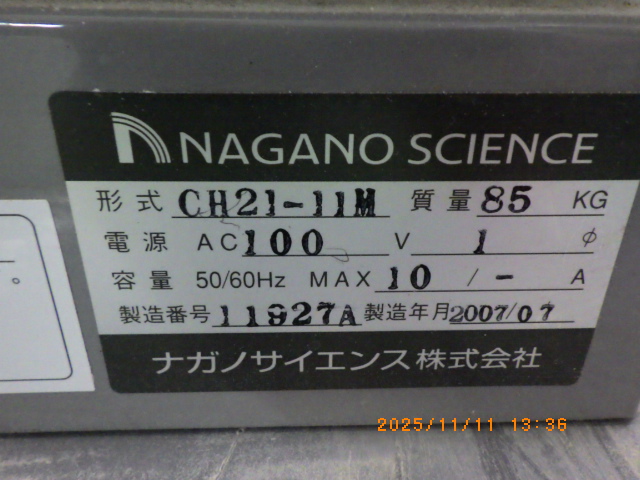 NAGANO SCIENCE
形式 CH21-11M 質量 85 KG
電源 AC 100 V 1 φ
容量 50/60Hz MAX 10 / - A
製造番号 11927A 製造年月 2007/07
ナガノサイエンス株式会社
。
2025/11/11 13:36